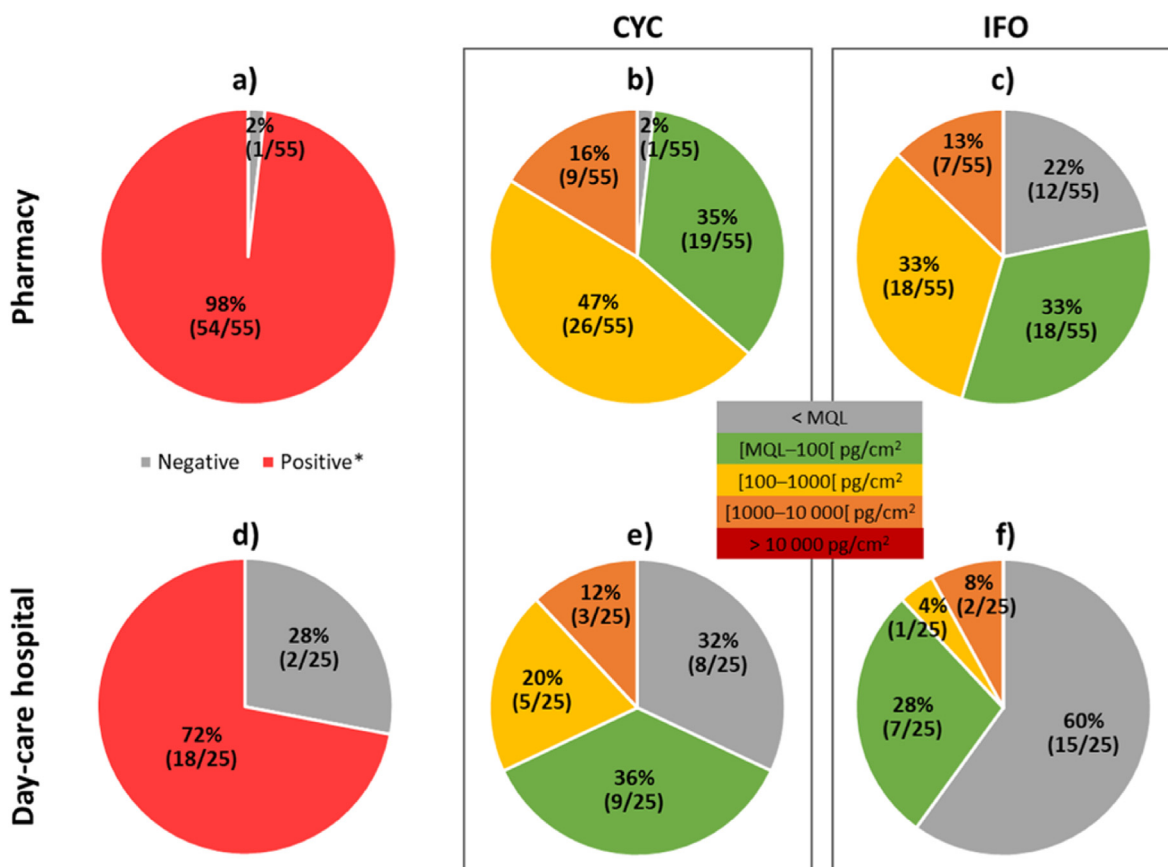 CYC
IFO
Pharmacy
a)
2%
(1/55)
98%
(54/55)
b)
2%
(1/55)
16%
(9/55)
35%
(19/55)
47%
(26/55)
c)
13%
(7/55)
22%
(12/55)
33%
(18/55)
33%
(18/55)
Negative Positive*
< MQL
[MQL–100[ pg/cm²
[100–1000[ pg/cm²
[1000–10 000[ pg/cm²
> 10 000 pg/cm²
Day-care hospital
d)
28%
(2/25)
72%
(18/25)
e)
12%
(3/25)
32%
(8/25)
20%
(5/25)
36%
(9/25)
f)
8%
(2/25)
4%
(1/25)
28%
(7/25)
60%
(15/25)